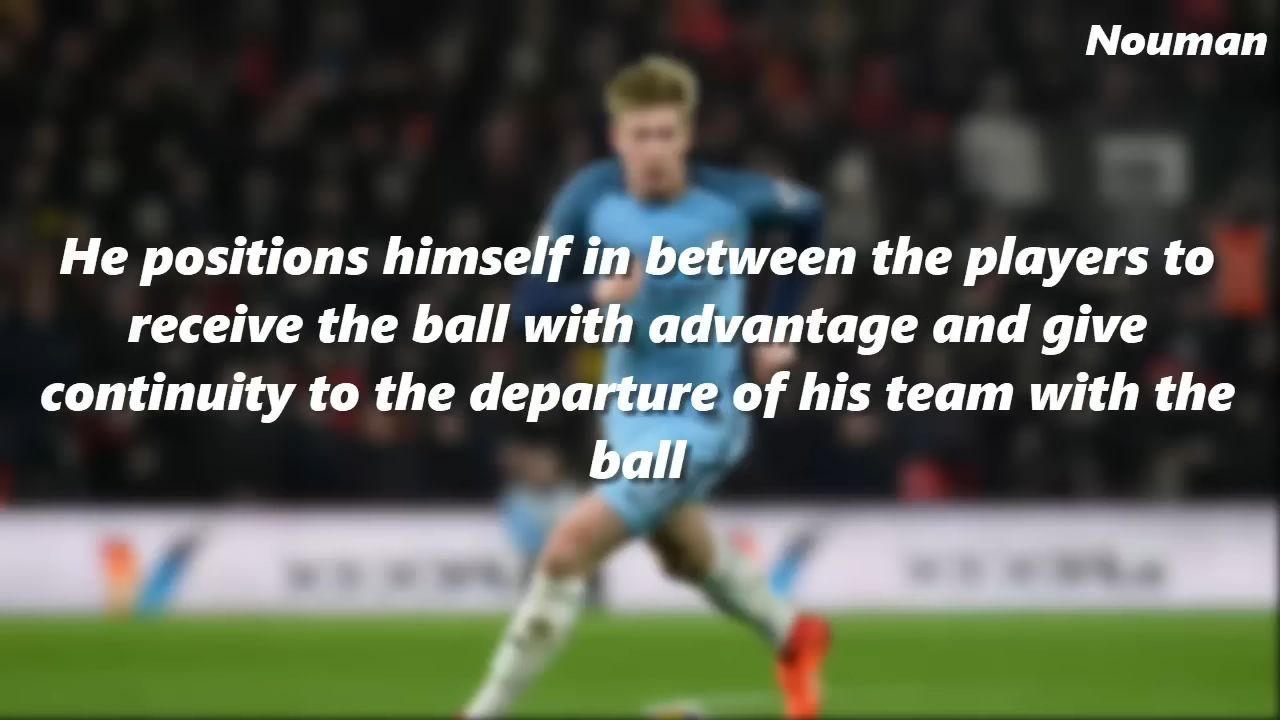 Nouman
He positions himself in between the players to
receive the ball with advantage and give
continuity to the departure of his team with the
ball